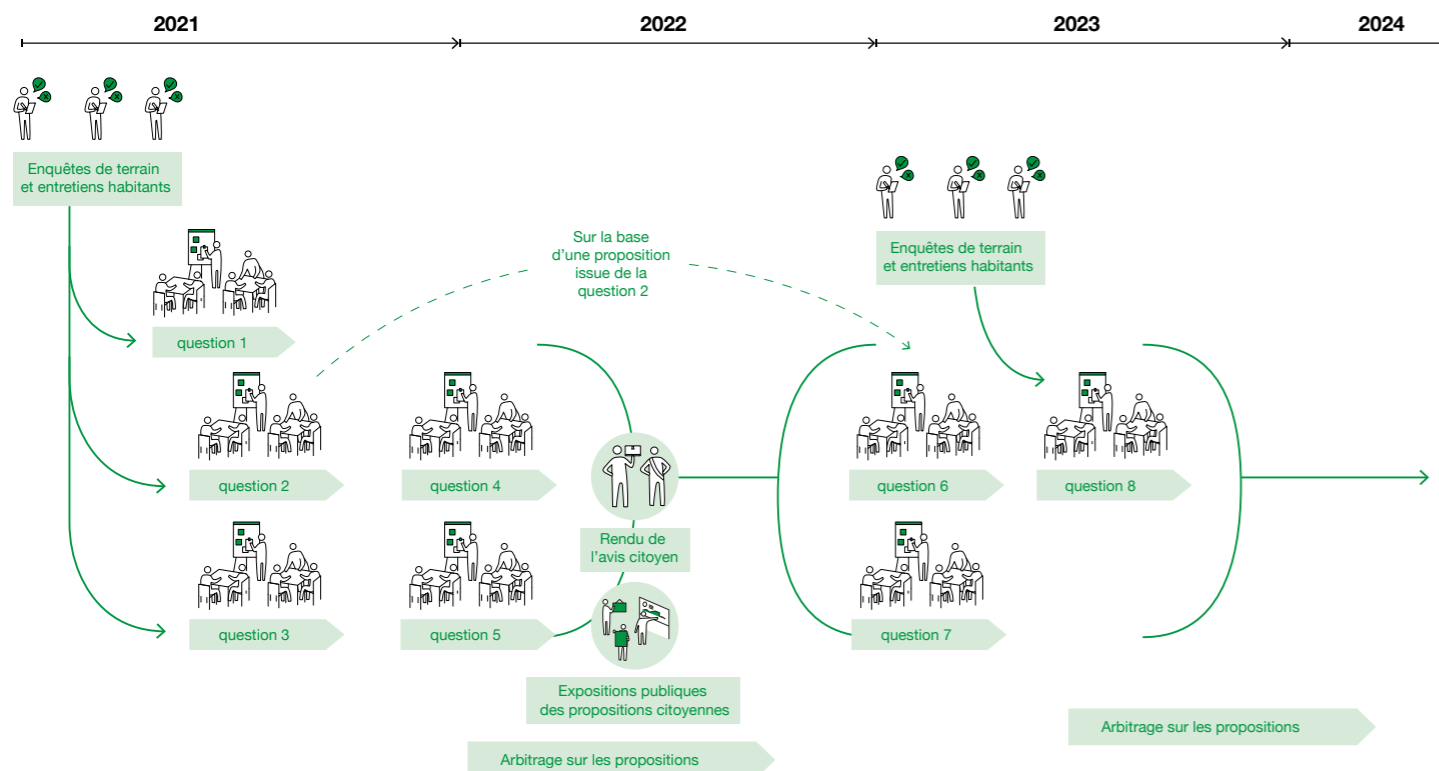 2021
2022
2023
2024
Enquêtes de terrain
et entretiens habitants
Sur la base
d’une proposition
issue de la
question 2
Enquêtes de terrain
et entretiens habitants
question 1
question 2
question 4
question 6
question 8
Rendu de
l’avis citoyen
question 3
question 5
question 7
Expositions publiques
des propositions citoyennes
Arbitrage sur les propositions
Arbitrage sur les propositions